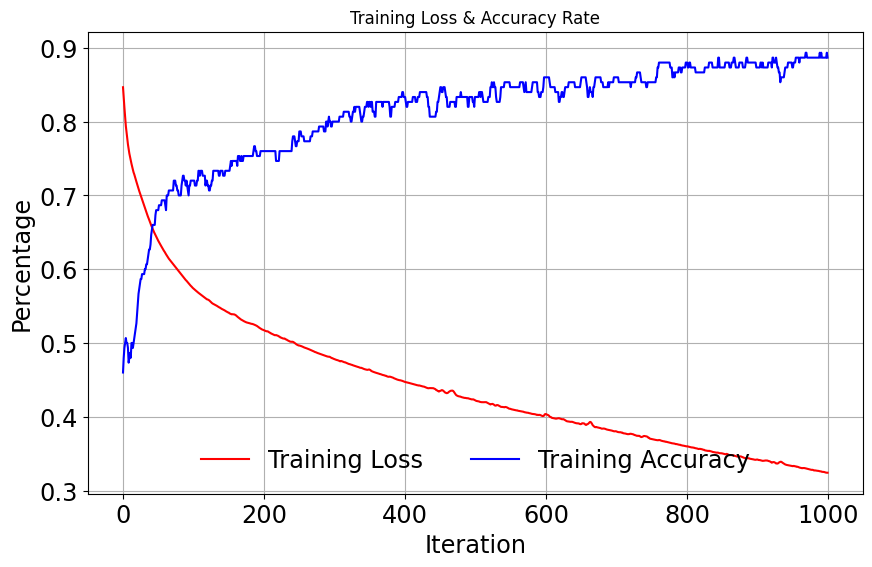 Training Loss & Accuracy Rate
Percentage
0.9
0.8
0.7
0.6
0.5
0.4
0.3
Training Loss Training Accuracy
0 200 400 600 800 1000
Iteration